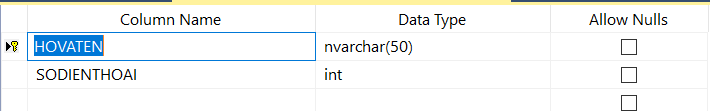 Column Name Data Type Allow Nulls
HOVATEN nvarchar(50)
SODIENTHOAI int